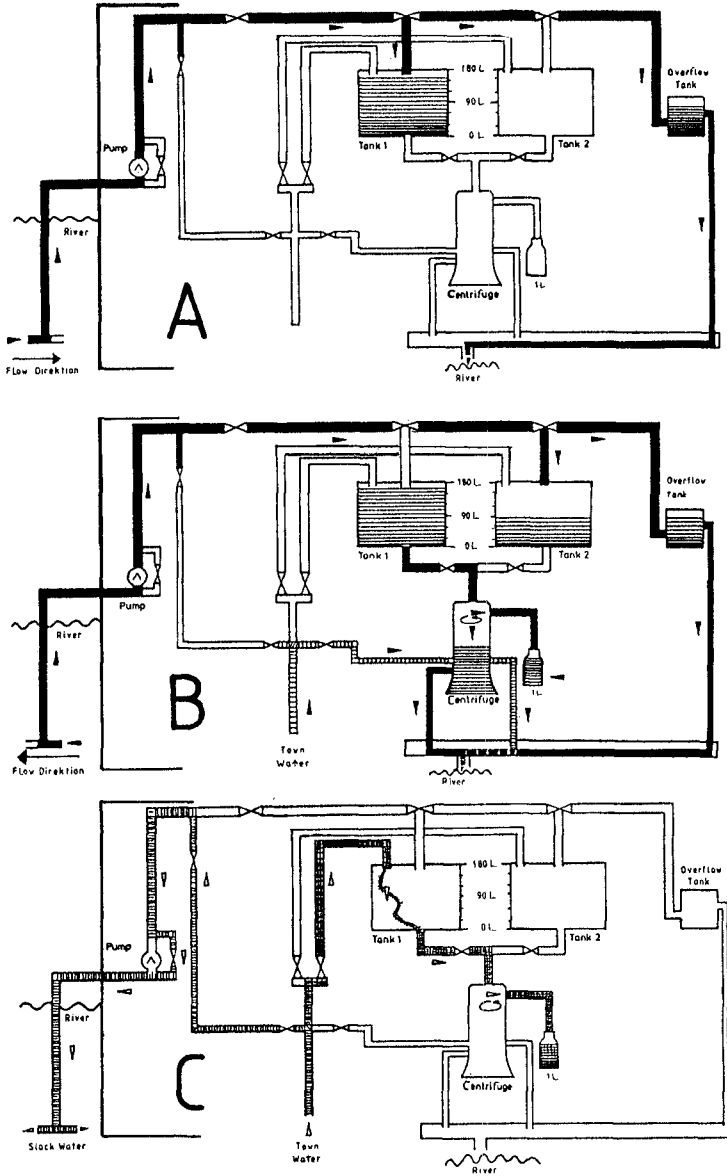 180 L
Overflow
Tank
90 L
0 L
Pump
Tank 1
Tank 2
River
Centrifuge
1L
A
FLow Direktion
River
180 L
Overflow
Tank
90 L
0 L
Tank 1
Tank 2
Pump
River
Centrifuge
1L
B
Town
Water
Flow Direktion
River
180 L
Overflow
Tank
90 L
0 L
Tank 1
Tank 2
Pump
River
Centrifuge
1L
C
Slack Water
Town
Water
River